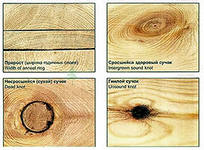 Прирост (ширина годичных слоев)
Width of annual ring
Сросшийся здоровый сучок
Intergreen sound knot
Несросшийся (сухой) сучок
Dead knot
Гнилой сучок
Unsound knot